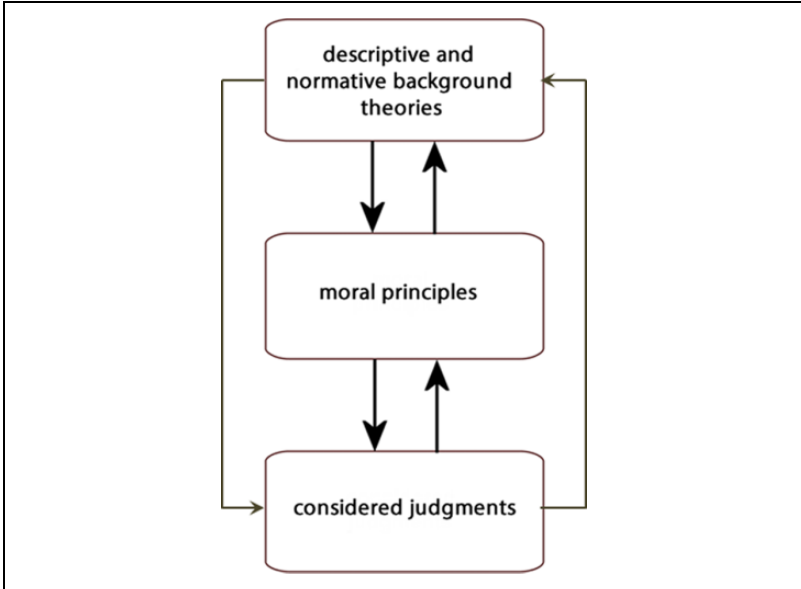 descriptive and
normative background
theories
moral principles
considered judgments